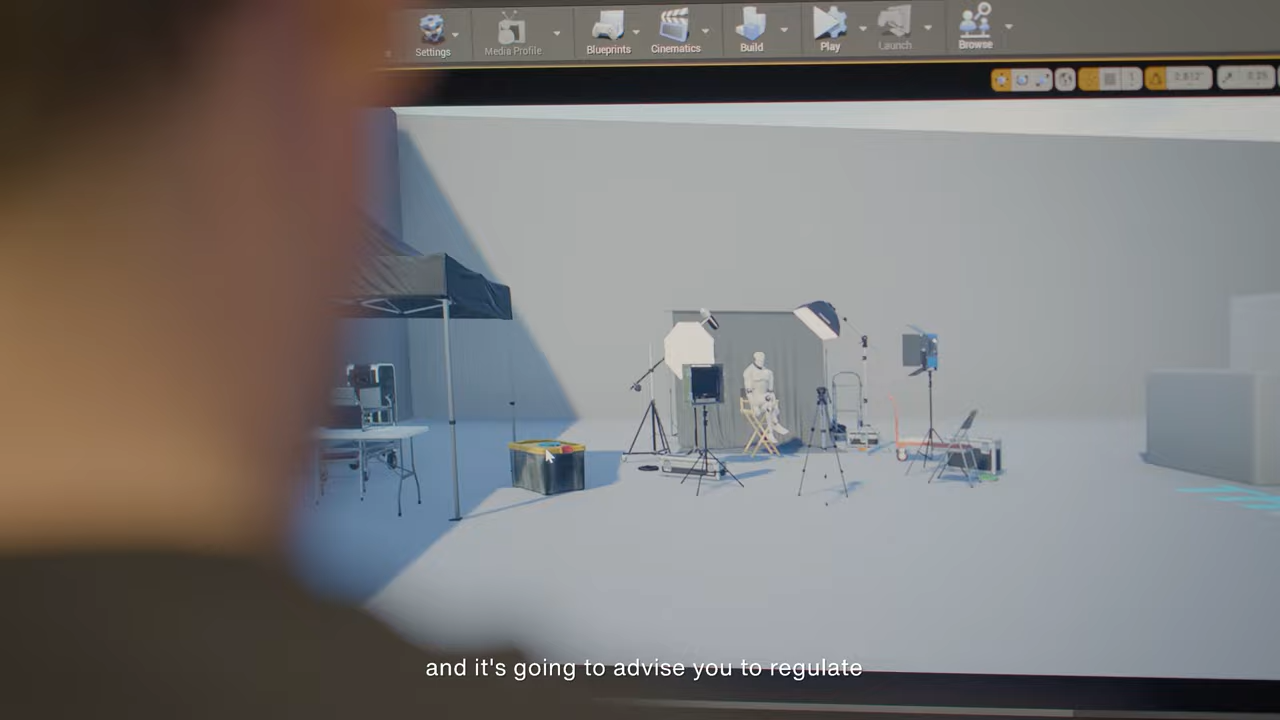 Settings
Media Profile
Blueprints
Cinematics
Build
Play
Launch
Browse
and it's going to advise you to regulate